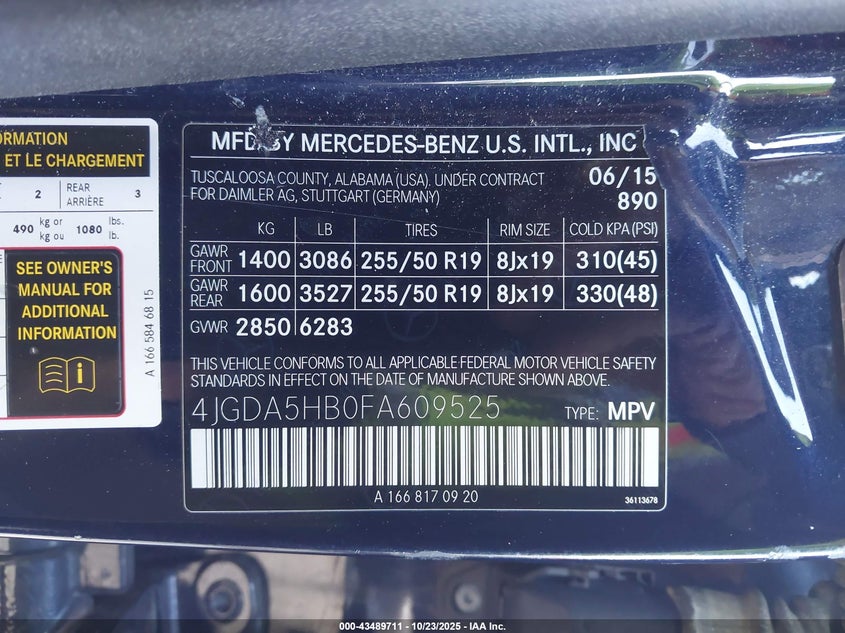 ORMATION
ET LE CHARGEMENT
2 REAR ARRIÈRE 3
490 kg or kg ou 1080 lbs. lb.
SEE OWNER'S
MANUAL FOR
ADDITIONAL
INFORMATION
A 166 584 68 15
MFD BY MERCEDES-BENZ U.S. INTL., INC
TUSCALOOSA COUNTY, ALABAMA (USA). UNDER CONTRACT 06/15
FOR DAIMLER AG, STUTTGART (GERMANY) 890
KG LB TIRES RIM SIZE COLD KPA (PSI)
GAWR FRONT 1400 3086 255/50 R19 8Jx19 310(45)
GAWR REAR 1600 3527 255/50 R19 8Jx19 330(48)
GVWR 2850 6283
THIS VEHICLE CONFORMS TO ALL APPLICABLE FEDERAL MOTOR VEHICLE SAFETY
STANDARDS IN EFFECT ON THE DATE OF MANUFACTURE SHOWN ABOVE.
4JGDA5HB0FA609525 TYPE: MPV
A 166 817 09 20
36113678
000-43489711 - 10/23/2025 - IAA Inc.